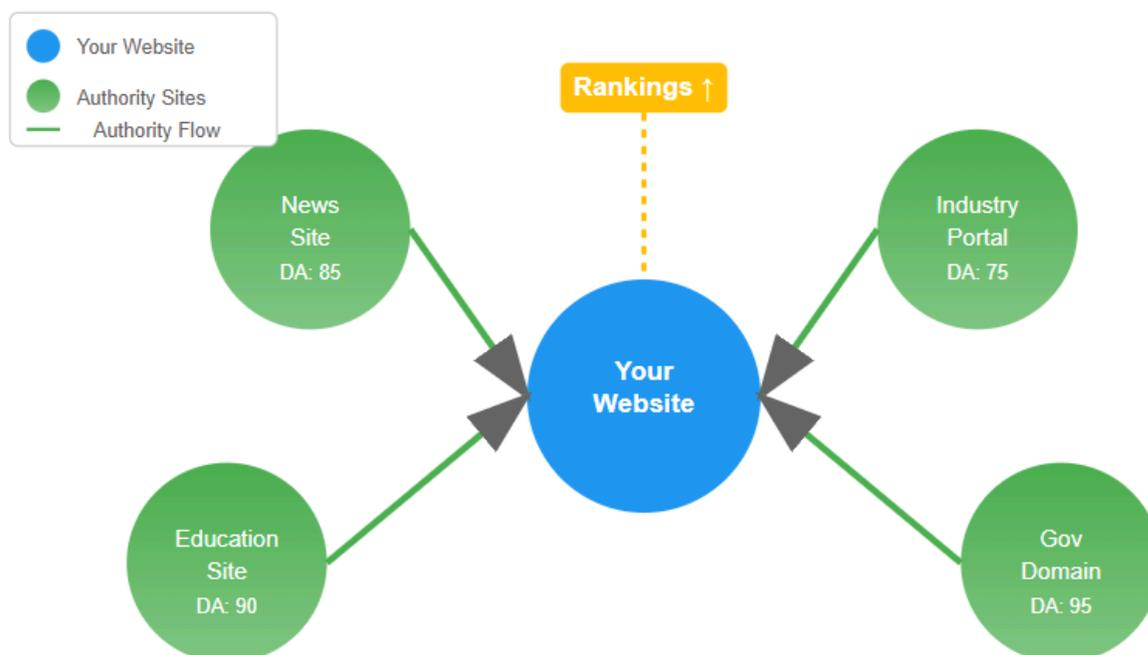 Your Website
Authority Sites
Authority Flow
Rankings ↑
News
Site
DA: 85
Industry
Portal
DA: 75
Your
Website
Education
Site
DA: 90
Gov
Domain
DA: 95